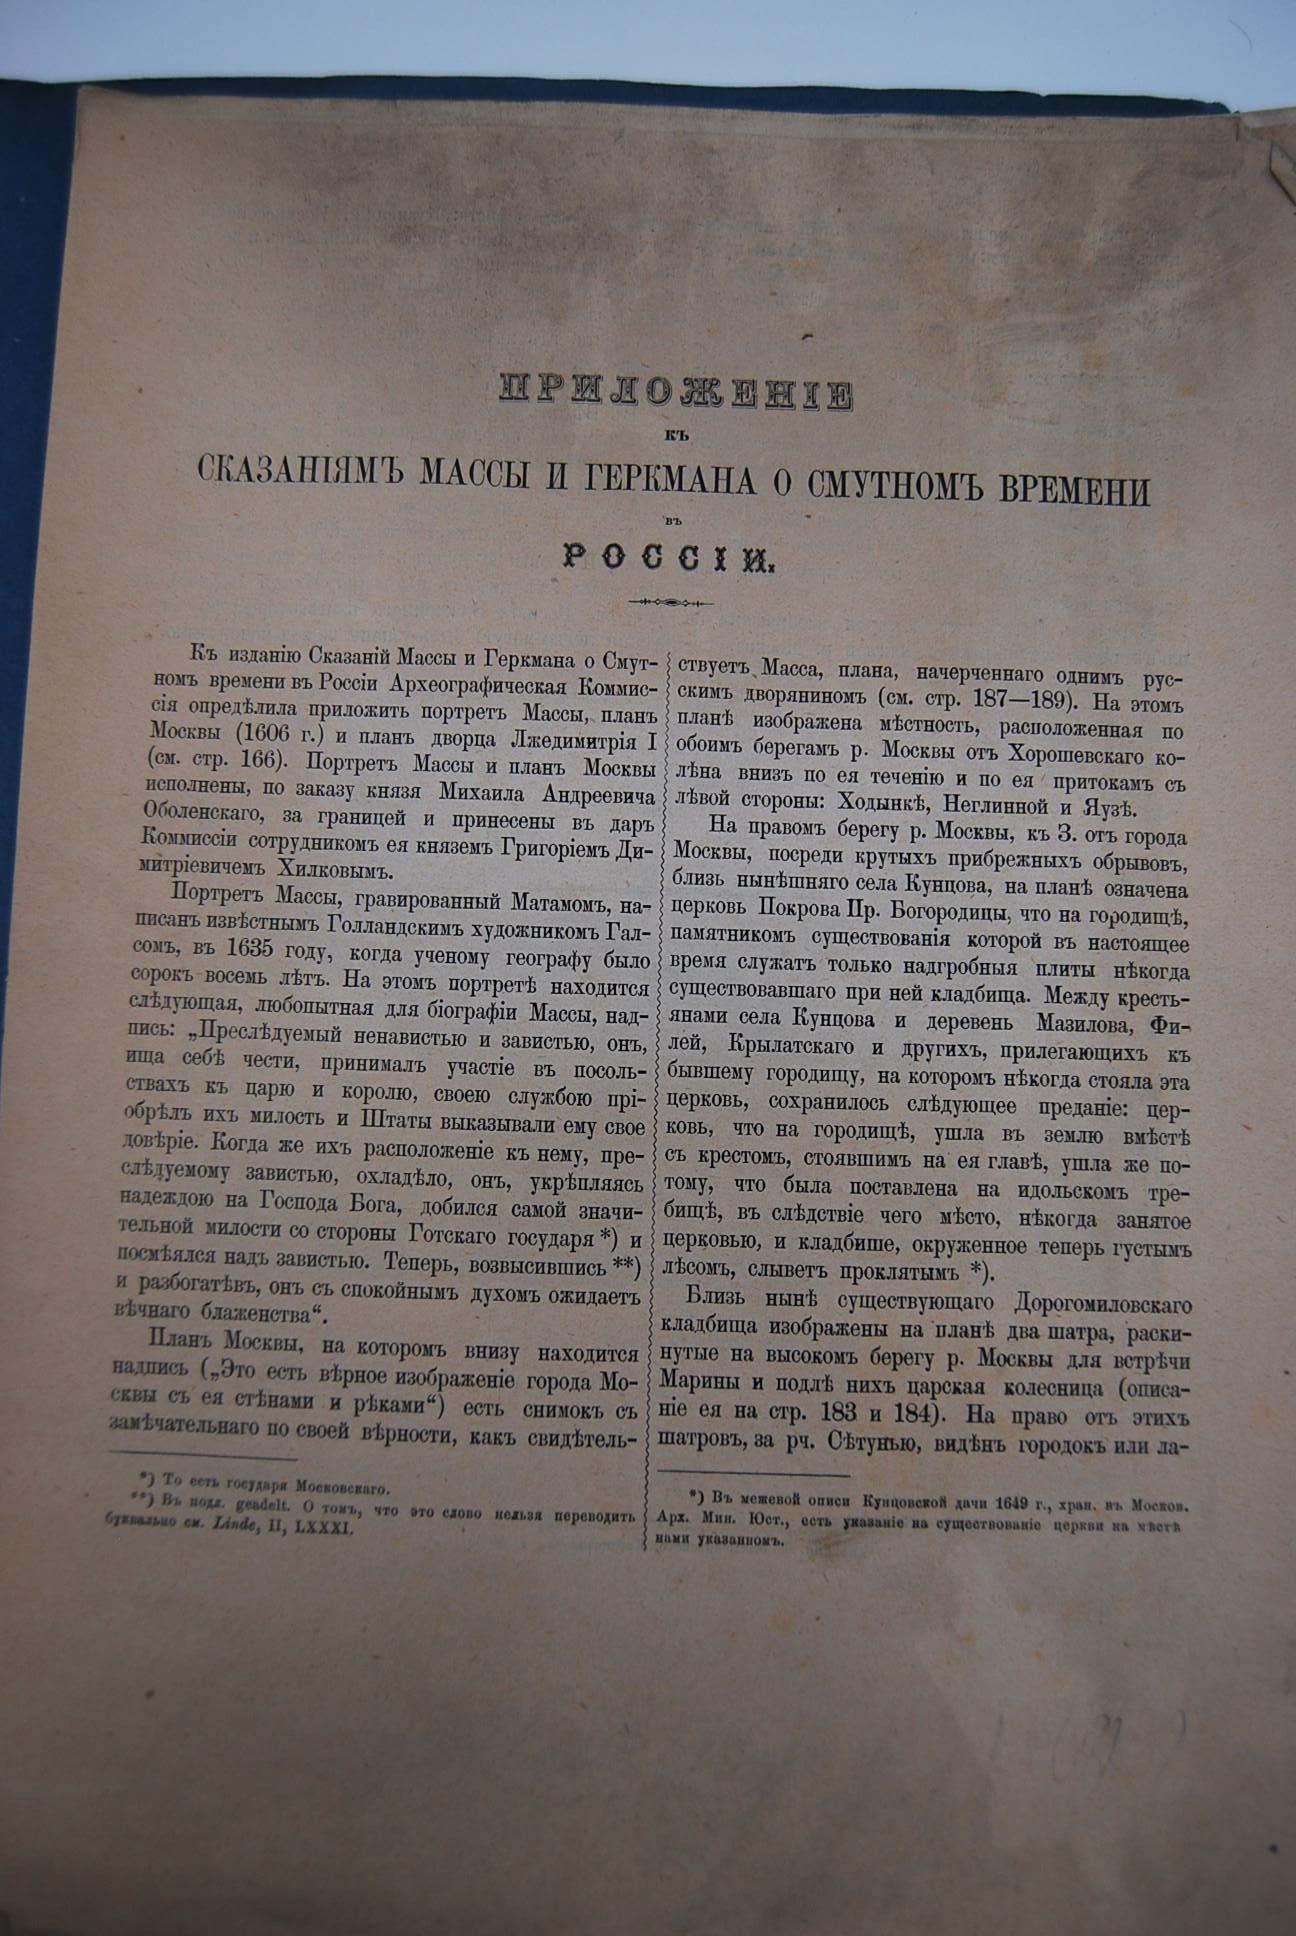 ПРИЛОЖЕНІЕ
КЪ
СКАЗАНІЯМЪ МАССЫ И ГЕРКМАНА О СМУТНОМЪ ВРЕМЕНИ
ВЪ
РОССІИ.
Къ изданію Сказаній Массы и Геркмана о Смут-
номъ времени въ Россіи Археографическая Коммис-
сія опредѣлила приложить портретъ Массы, планъ
Москвы (1606 г.) и планъ дворца Лжедимитрія I
(см. стр. 166). Портретъ Массы и планъ Москвы
исполнены, по заказу князя Михаила Андреевича
Оболенскаго, за границей и принесены въ даръ
Коммиссіи сотрудникомъ ея княземъ Григоріемъ Ди-
митріевичемъ Хилковымъ.
Портретъ Массы, гравированный Матамомъ, на-
писанъ извѣстнымъ Голландскимъ художникомъ Гал-
сомъ, въ 1635 году, когда ученому географу было
сорокъ восемь лѣтъ. На этомъ портретѣ находится
слѣдующая, любопытная для біографіи Массы, над-
пись: „Преслѣдуемый ненавистью и завистью, онъ,
ища себѣ чести, принималъ участіе въ посоль-
ствахъ къ царю и королю, своею службою прі-
обрѣлъ ихъ милость и Штаты выказывали ему свое
довѣріе. Когда же ихъ расположеніе къ нему, пре-
слѣдуемому завистью, охладѣло, онъ, укрѣпляясь
надеждою на Господа Бога, добился самой значи-
тельной милости со стороны Готскаго государя *) и
посмѣялся надъ завистью. Теперь, возвысившись **)
и разбогатѣвъ, онъ съ спокойнымъ духомъ ожидаетъ
вѣчнаго блаженства“.
Планъ Москвы, на которомъ внизу находится
надпись („Это есть вѣрное изображеніе города Мо-
сквы съ ея стѣнами и рѣками“) есть снимокъ съ
замѣчательнаго по своей вѣрности, какъ свидѣтель-
*) То есть государя Московскаго.
**) Въ подл. geadelt. О томъ, что это слово нельзя переводить
буквально см. Linde, II, LXXXI.
ствуетъ Масса, плана, начерченнаго однимъ рус-
скимъ дворяниномъ (см. стр. 187—189). На этомъ
планѣ изображена мѣстность, расположенная по
обоимъ берегамъ р. Москвы отъ Хорошевскаго ко-
лѣна внизъ по ея теченію и по ея притокамъ съ
лѣвой стороны: Ходынкѣ, Неглинной и Яузѣ.
На правомъ берегу р. Москвы, къ З. отъ города
Москвы, посреди крутыхъ прибрежныхъ обрывовъ,
близь нынѣшняго села Кунцова, на планѣ означена
церковь Покрова Пр. Богородицы, что на городищѣ,
памятникомъ существованія которой въ настоящее
время служатъ только надгробныя плиты нѣкогда
существовавшаго при ней кладбища. Между кресть-
янами села Кунцова и деревень Мазилова, Фи-
лей, Крылатскаго и другихъ, прилегающихъ къ
бывшему городищу, на которомъ нѣкогда стояла эта
церковь, сохранилось слѣдующее преданіе: цер-
ковь, что на городищѣ, ушла въ землю вмѣстѣ
съ крестомъ, стоявшимъ на ея главѣ, ушла же по-
тому, что была поставлена на идольскомъ тре-
бищѣ, въ слѣдствіе чего мѣсто, нѣкогда занятое
церковью, и кладбише, окруженное теперь густымъ
лѣсомъ, слыветъ проклятымъ *).
Близь нынѣ существующаго Дорогомиловскаго
кладбища изображены на планѣ два шатра, раски-
нутые на высокомъ берегу р. Москвы для встрѣчи
Марины и подлѣ нихъ царская колесница (описа-
ніе ея на стр. 183 и 184). На право отъ этихъ
шатровъ, за рч. Сѣтунью, видѣнъ городокъ или ла-
*) Въ межевой описи Кунцовской дачи 1649 г., хран. въ Москов.
Арх. Мин. Юст., есть указаніе на существованіе церкви на мѣстѣ
нами указанномъ.